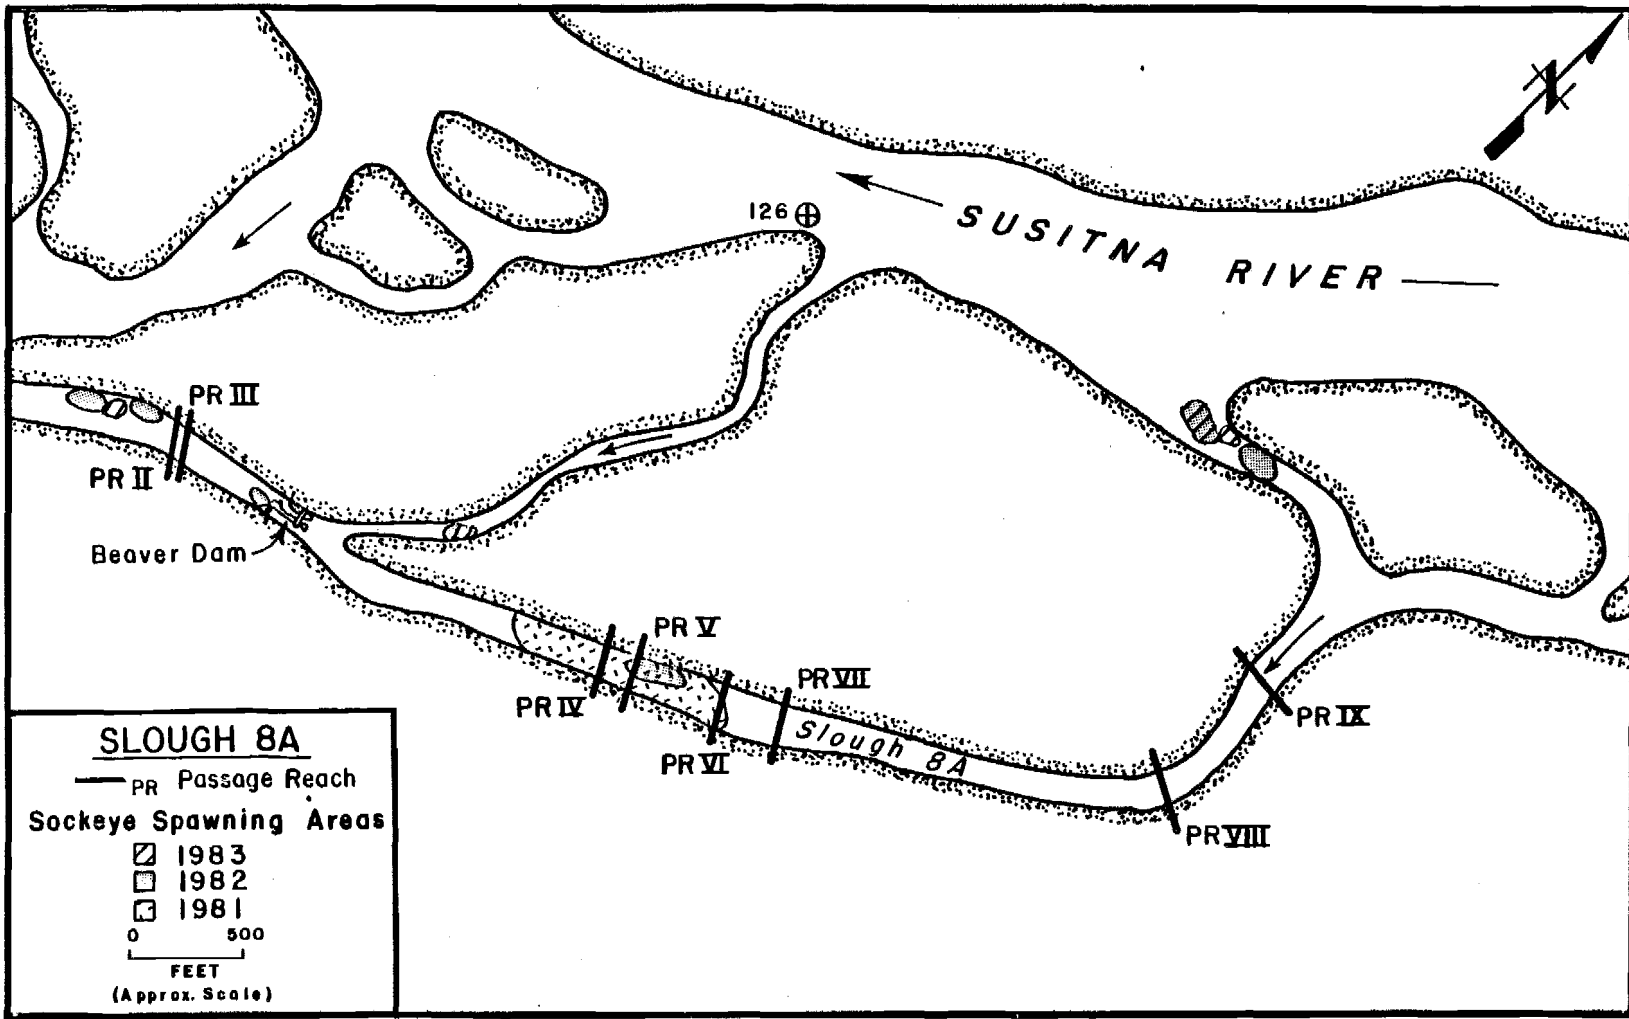 N
126
SUSITNA RIVER
PR III
PR II
Beaver Dam
PR V
PR IV
PR VII
PR VI
Slough 8A
PR IX
PR VIII
SLOUGH 8A
PR Passage Reach
Sockeye Spawning Areas
1983
1982
1981
0 500
FEET
(Approx. Scale)